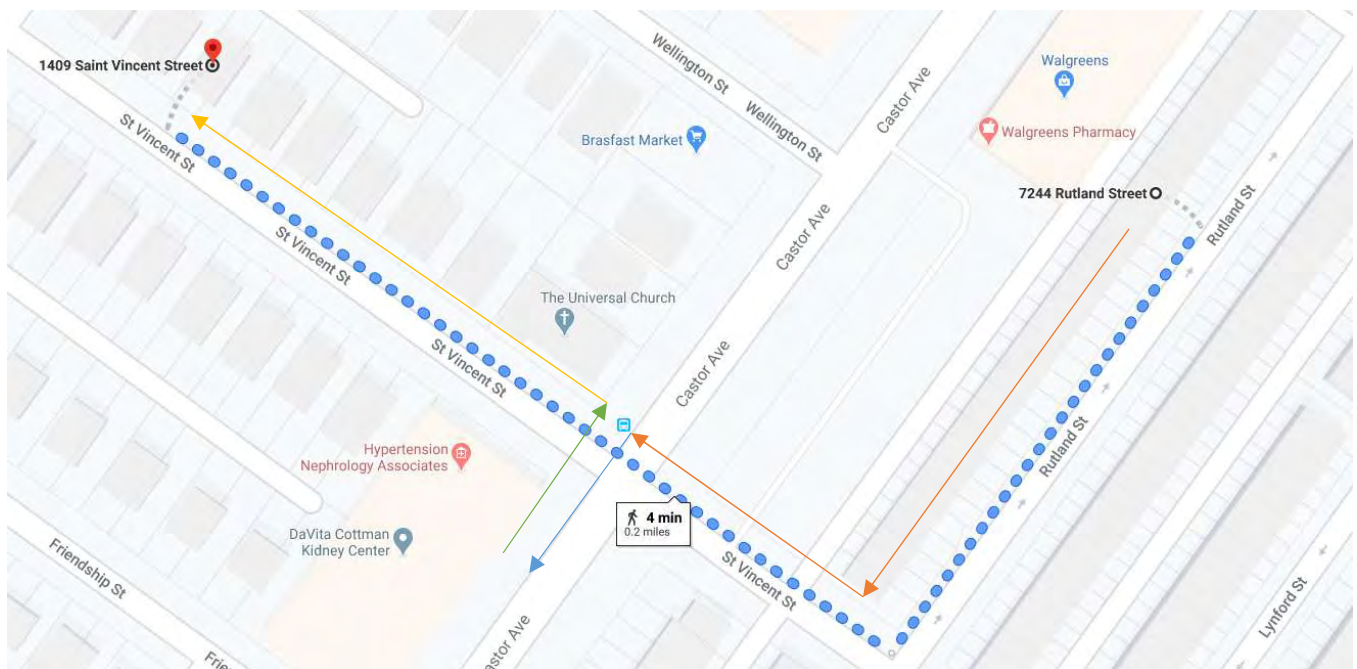 Wellington St
Wellington St
Castor Ave
Walgreens
1409 Saint Vincent Street
St Vincent St
Brasfast Market
Walgreens Pharmacy
7244 Rutland Street
Rutland St
St Vincent St
Castor Ave
The Universal Church
St Vincent St
Castor Ave
Rutland St
Hypertension
Nephrology Associates
4 min
0.2 miles
DaVita Cottman
Kidney Center
St Vincent St
Friendship St
Lynford St
Castor Ave
Frie